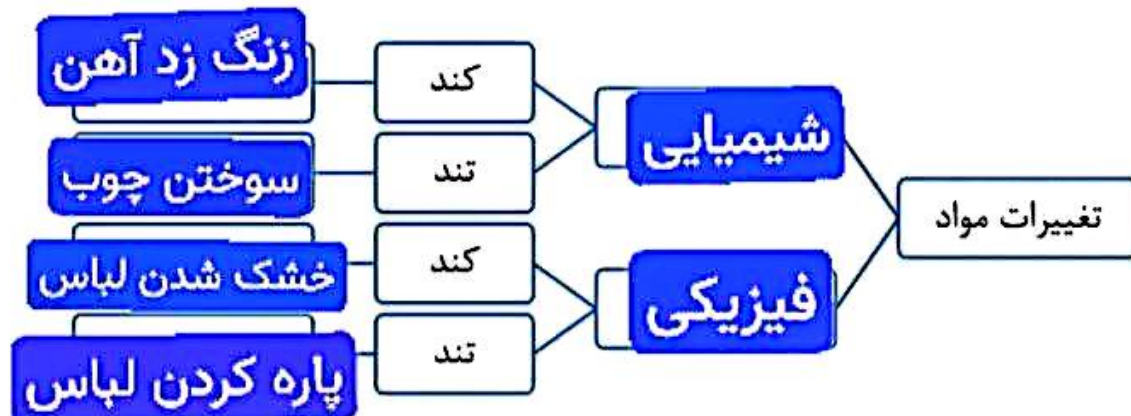 تغییرات مواد
شیمیایی
کند
زنگ زد آهن
تند
سوختن چوب
فیزیکی
کند
خشک شدن لباس
تند
پاره کردن لباس